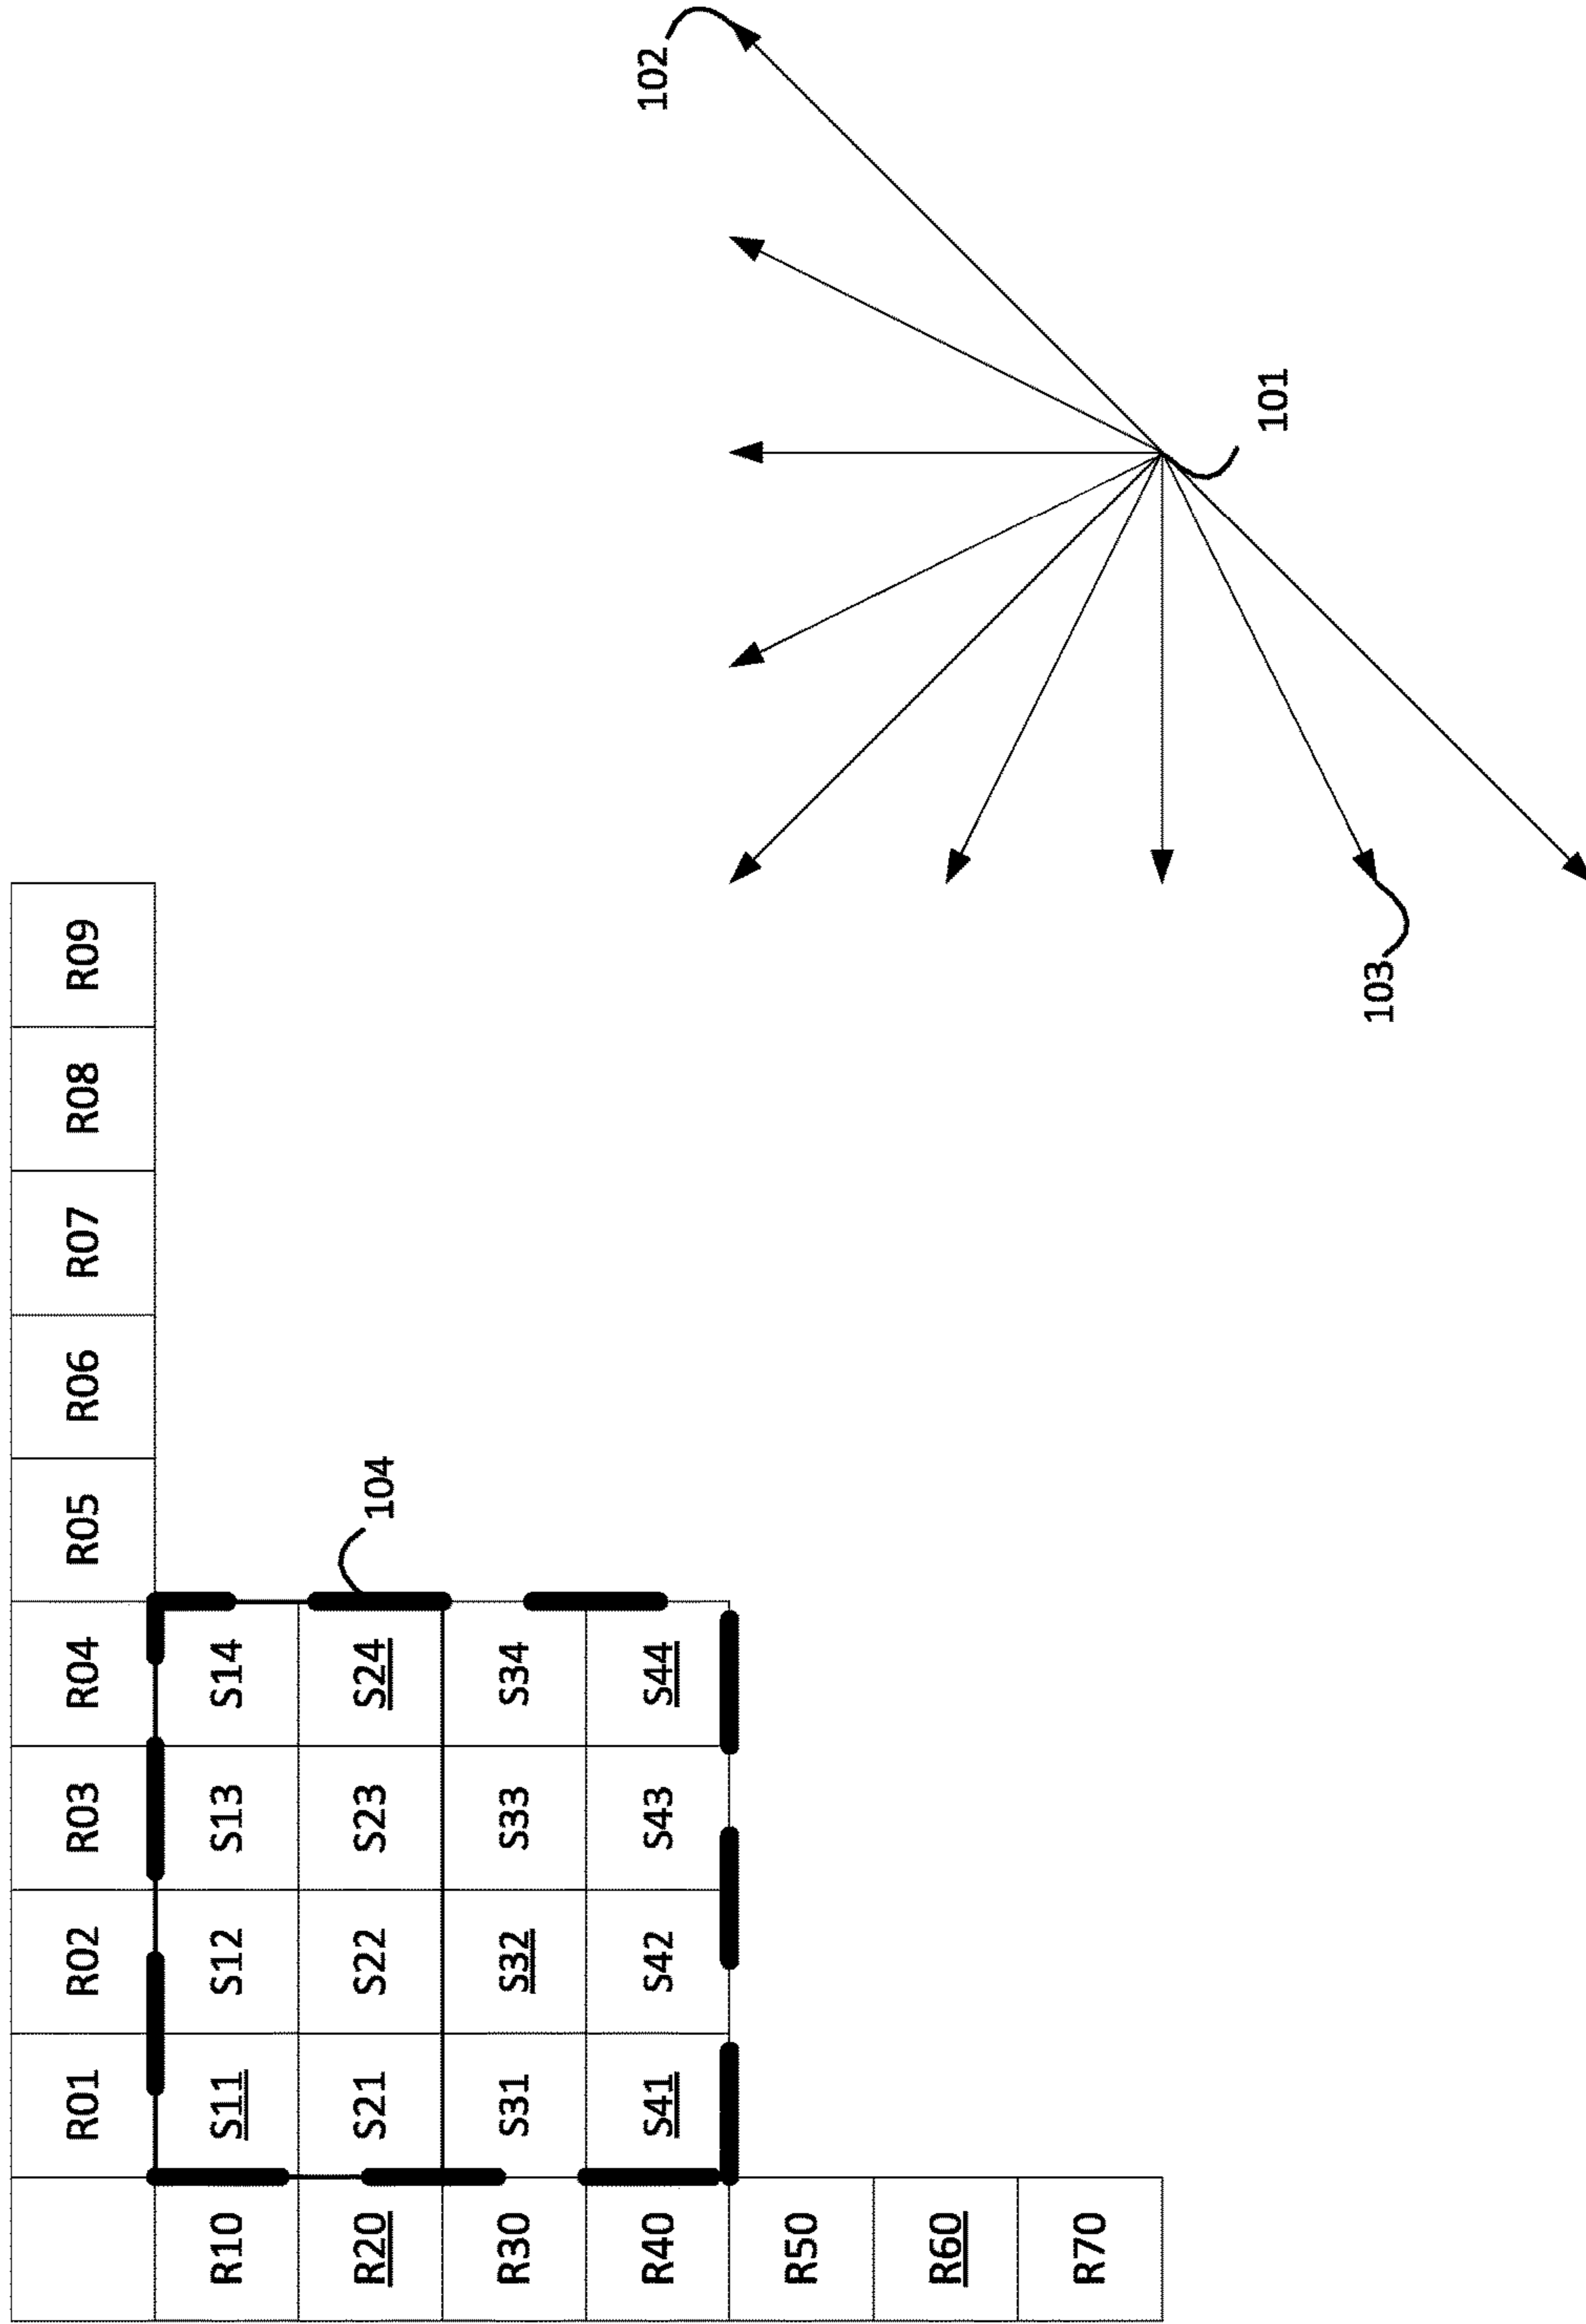 R01 R02 R03 R04 R05 R06 R07 R08 R09
R10 S11 S12 S13 S14
R20 S21 S22 S23 S24 104
R30 S31 S32 S33 S34
R40 S41 S42 S43 S44
R50
R60
R70
102
101
103